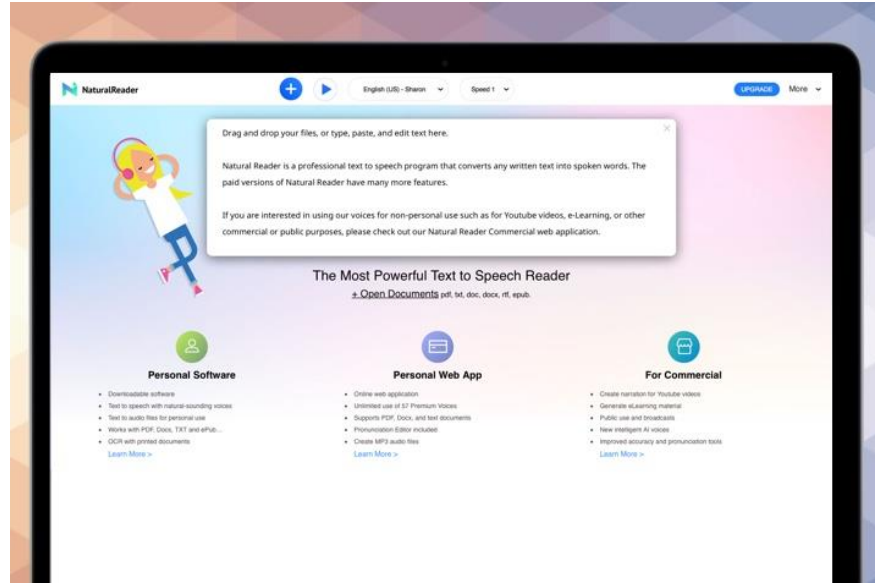 NaturalReader
English (US) - Sharon
Speed 1
UPGRADE
More
Drag and drop your files, or type, paste, and edit text here.
Natural Reader is a professional text to speech program that converts any written text into spoken words. The
paid versions of Natural Reader have many more features.
If you are interested in using our voices for non-personal use such as for Youtube videos, e-Learning, or other
commercial or public purposes, please check out our Natural Reader Commercial web application.
The Most Powerful Text to Speech Reader
+ Open Documents pdf, txt, doc, docx, rtf, epub.
Personal Software
• Downloadable software
• Text to speech with natural-sounding voices
• Text to audio files for personal use
• Works with PDF, Docx, TXT and ePub...
• OCR with printed documents
Learn More >
Personal Web App
• Online web application
• Unlimited use of 57 Premium Voices
• Supports PDF, Docx, and text documents
• Pronunciation Editor included
• Create MP3 audio files
Learn More >
For Commercial
• Create narration for Youtube videos
• Generate eLearning material
• Public use and broadcasts
• New intelligent AI voices
• Improved accuracy and pronunciation tools
Learn More >